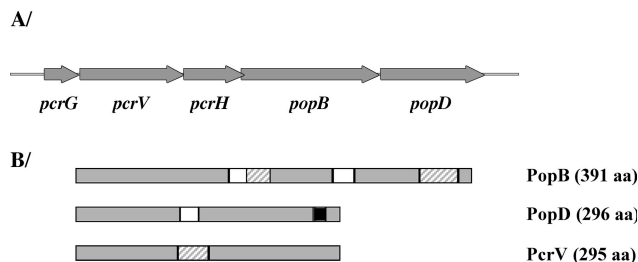 A/
pcrG pcrV pcrH popB popD
B/
PopB (391 aa)
PopD (296 aa)
PcrV (295 aa)